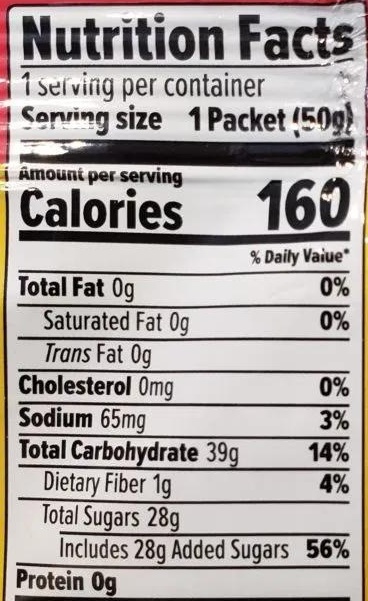 Nutrition Facts
1 serving per container
Serving size 1 Packet (50g)
Amount per serving
Calories 160
% Daily Value*
Total Fat 0g 0%
Saturated Fat 0g 0%
Trans Fat 0g
Cholesterol 0mg 0%
Sodium 65mg 3%
Total Carbohydrate 39g 14%
Dietary Fiber 1g 4%
Total Sugars 28g
Includes 28g Added Sugars 56%
Protein 0g